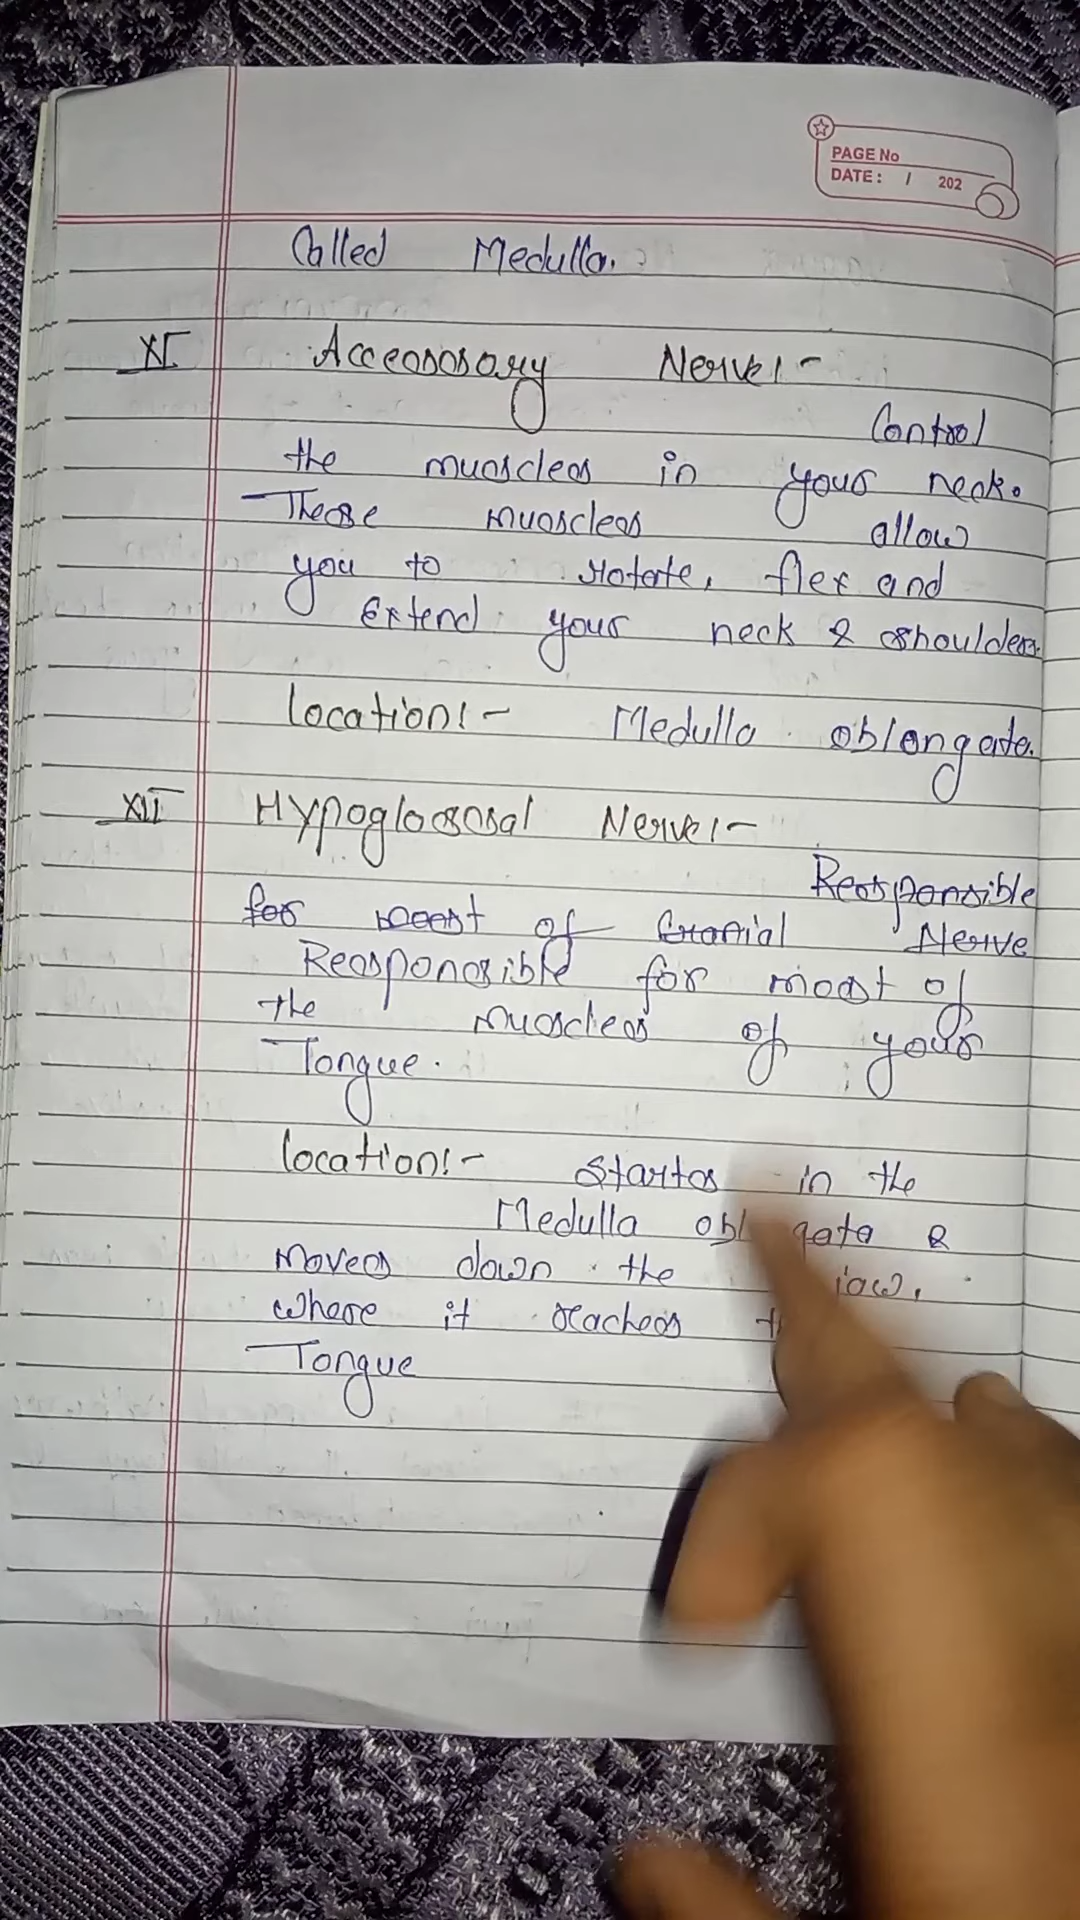 PAGE No
DATE: / 202
Called Medulla.
XI Accessory Nerve:-
Control
the muscles in your neck.
These muscles allow
you to rotate, flex and
Extend your neck & shoulders.
location:- Medulla oblongate.
XII Hypoglossal Nerve:-
Responsible
for most of Cranial Nerve
Responsible for most of
the muscles of your
Tongue.
location:- Starts in the
Medulla &
Moves down the jaw,
where it reaches
Tongue